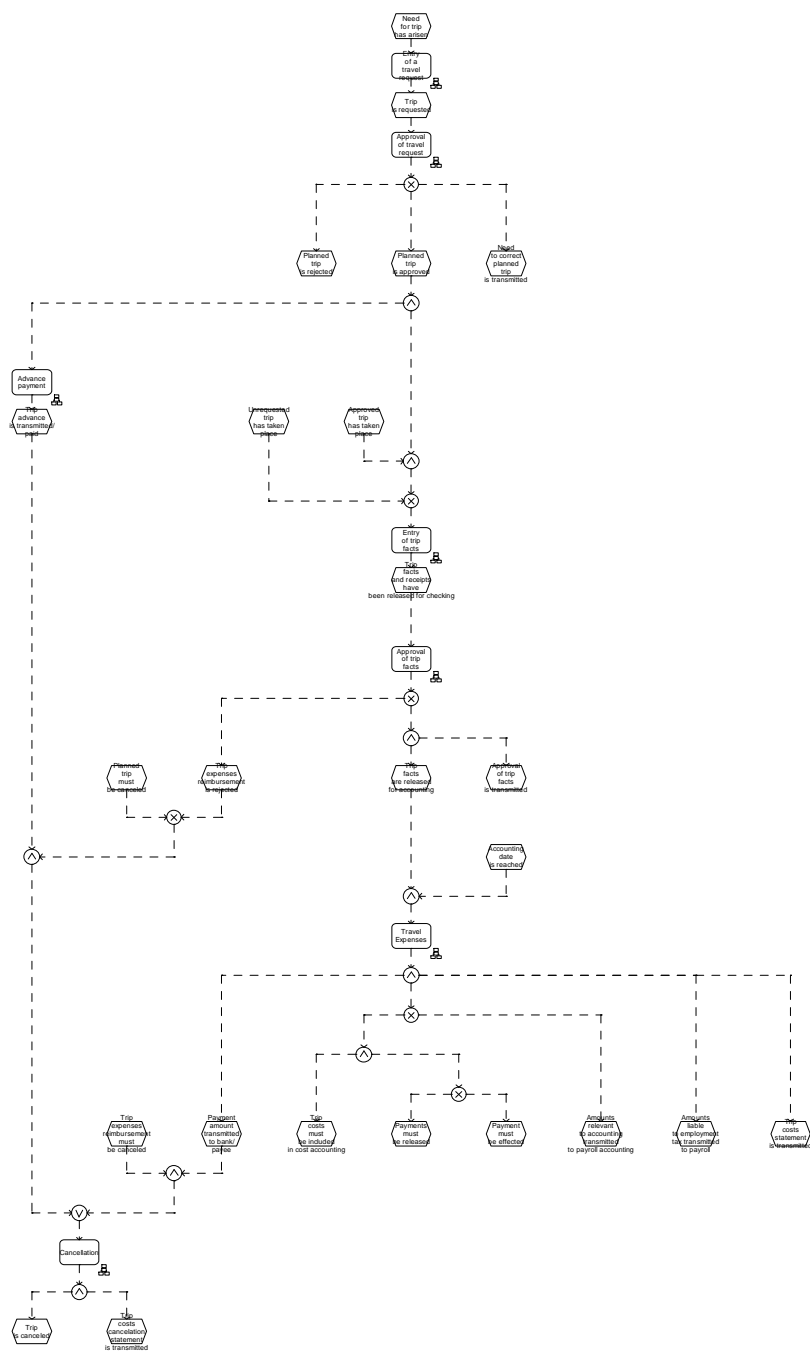 Need
for trip
has arisen
Entry
of a
travel
request
Trip
is requested
Approval
of travel
request
Planned
trip
is rejected
Planned
trip
is approved
Need
to correct
planned
trip
is transmitted
Advance
payment
Trip
advance
is transmitted/
paid
Unrequested
trip
has taken
place
Approved
trip
has taken
place
Entry
of trip
facts
Trip
facts
and receipts
have
been released for checking
Approval
of trip
facts
Planned
trip
must
be canceled
Trip
expenses
reimbursement
is rejected
Trip
facts
are released
for accounting
Approval
of trip
facts
is transmitted
Accounting
date
is reached
Travel
Expenses
Trip
expenses
reimbursement
must
be canceled
Payment
amount
transmitted
to bank/
payee
Trip
costs
must
be included
in cost accounting
Payments
must
be released
Payment
must
be effected
Amounts
relevant
to accounting
transmitted
to payroll accounting
Amounts
liable
to employment
tax transmitted
to payroll
Trip
costs
statement
is transmitted
Cancellation
Trip
is canceled
Trip
costs
cancelation
statement
is transmitted